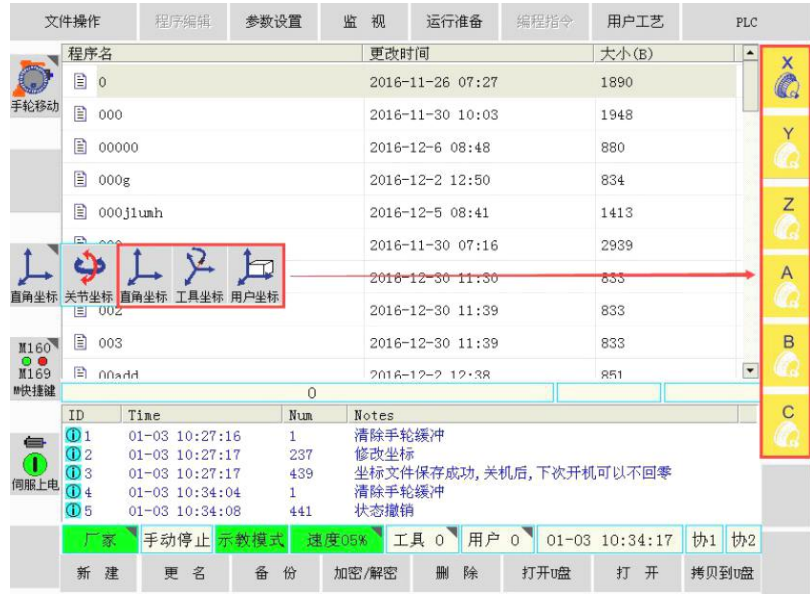 文件操作 程序编辑 参数设置 监 视 运行准备 编程指令 用户工艺 PLC
程序名 更改时间 大小(B)
0 2016-11-26 07:27 1890
000 2016-11-30 10:03 1948
00000 2016-12-6 08:48 880
000g 2016-12-2 12:50 834
000jlumh 2016-12-5 08:41 1413
2016-11-30 07:16 2939
2016-12-30 11:30 833
002 2016-12-30 11:39 833
003 2016-12-30 11:39 833
00add 2016-12-2 12:38 851
手轮移动
直角坐标 关节坐标 直角坐标 工具坐标 用户坐标
M160
M169
m快捷键
伺服上电
X
Y
Z
A
B
C
0
ID Time Num Notes
1 01-03 10:27:16 1 清除手轮缓冲
2 01-03 10:27:17 237 修改坐标
3 01-03 10:27:17 439 坐标文件保存成功,关机后,下次开机可以不回零
4 01-03 10:34:04 1 清除手轮缓冲
5 01-03 10:34:08 441 状态撤销
厂家 手动停止 示教模式 速度05% 工具 0 用户 0 01-03 10:34:17 协1 协2
新 建 更 名 备 份 加密/解密 删 除 打开U盘 打 开 拷贝到U盘